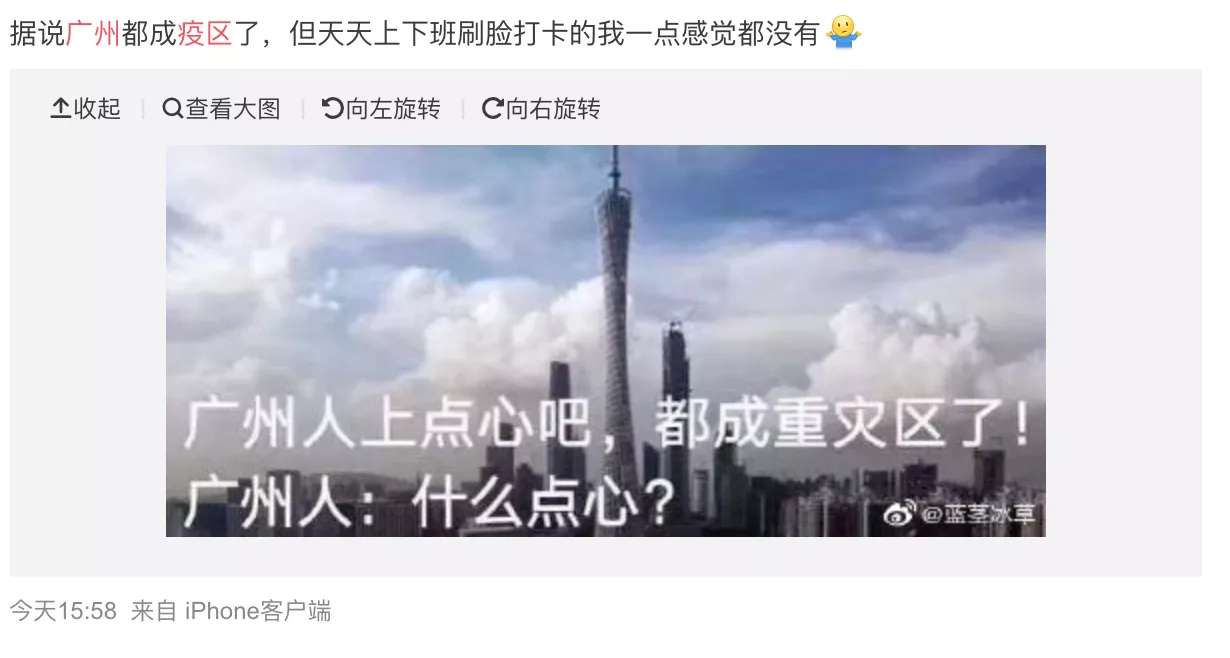 据说广州都成疫区了，但天天上下班刷脸打卡的我一点感觉都没有🤷
收起 | 查看大图 | 向左旋转 | 向右旋转
广州人上点心吧，都成重灾区了！
广州人：什么点心？
@蓝茎冰草
今天15:58 来自 iPhone客户端